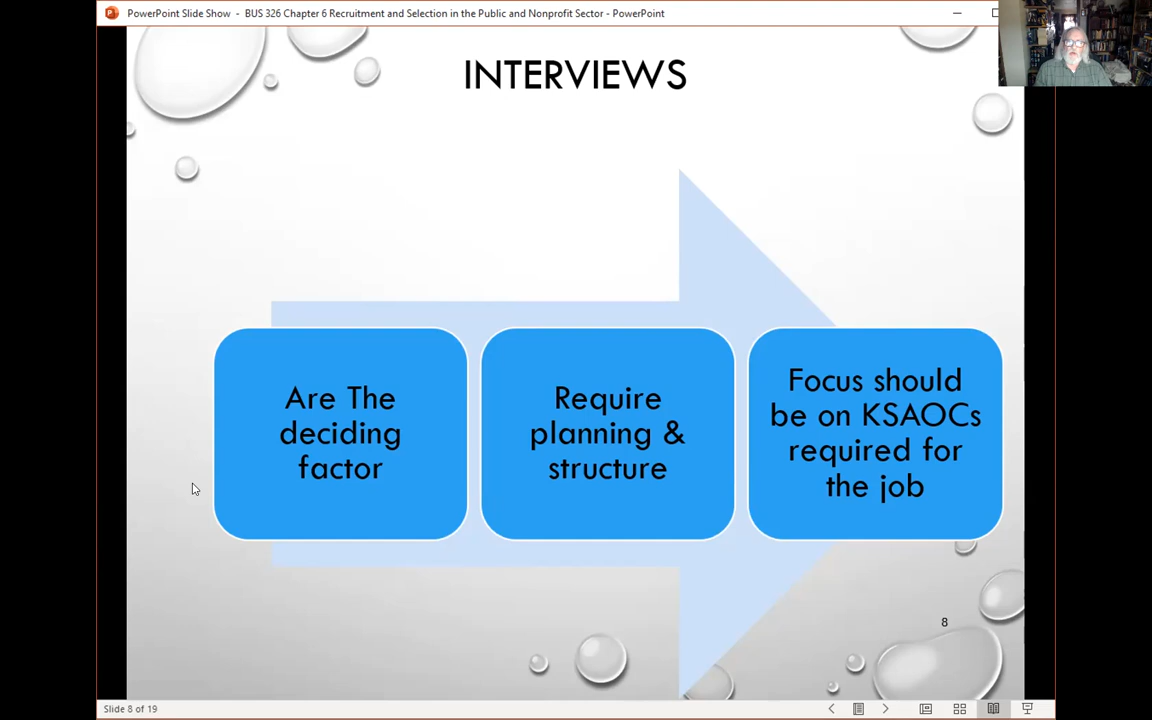 PowerPoint Slide Show - BUS 326 Chapter 6 Recruitment and Selection in the Public and Nonprofit Sector - PowerPoint
INTERVIEWS
Are The
deciding
factor
Require
planning &
structure
Focus should
be on KSAOCs
required for
the job
8
Slide 8 of 19